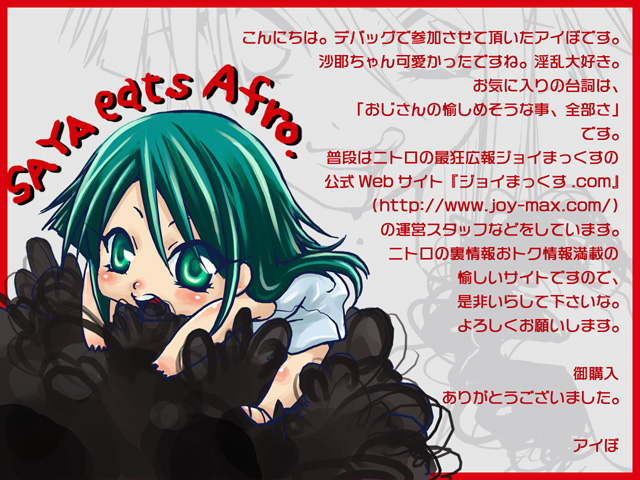 SAYA eats Afro.
こんにちは。デバッグで参加させて頂いたアイぼです。
沙耶ちゃん可愛かったですね。淫乱大好き。
お気に入りの台詞は、
「おじさんの愉しめそうな事、全部さ」
です。
普段はニトロの最狂広報ジョイまっくすの
公式Webサイト『ジョイまっくす.com』
(http://www.joy-max.com/)
の運営スタッフなどをしています。
ニトロの裏情報おトク情報満載の
愉しいサイトですので、
是非いらして下さいな。
よろしくお願いします。
御購入
ありがとうございました。
アイぼ